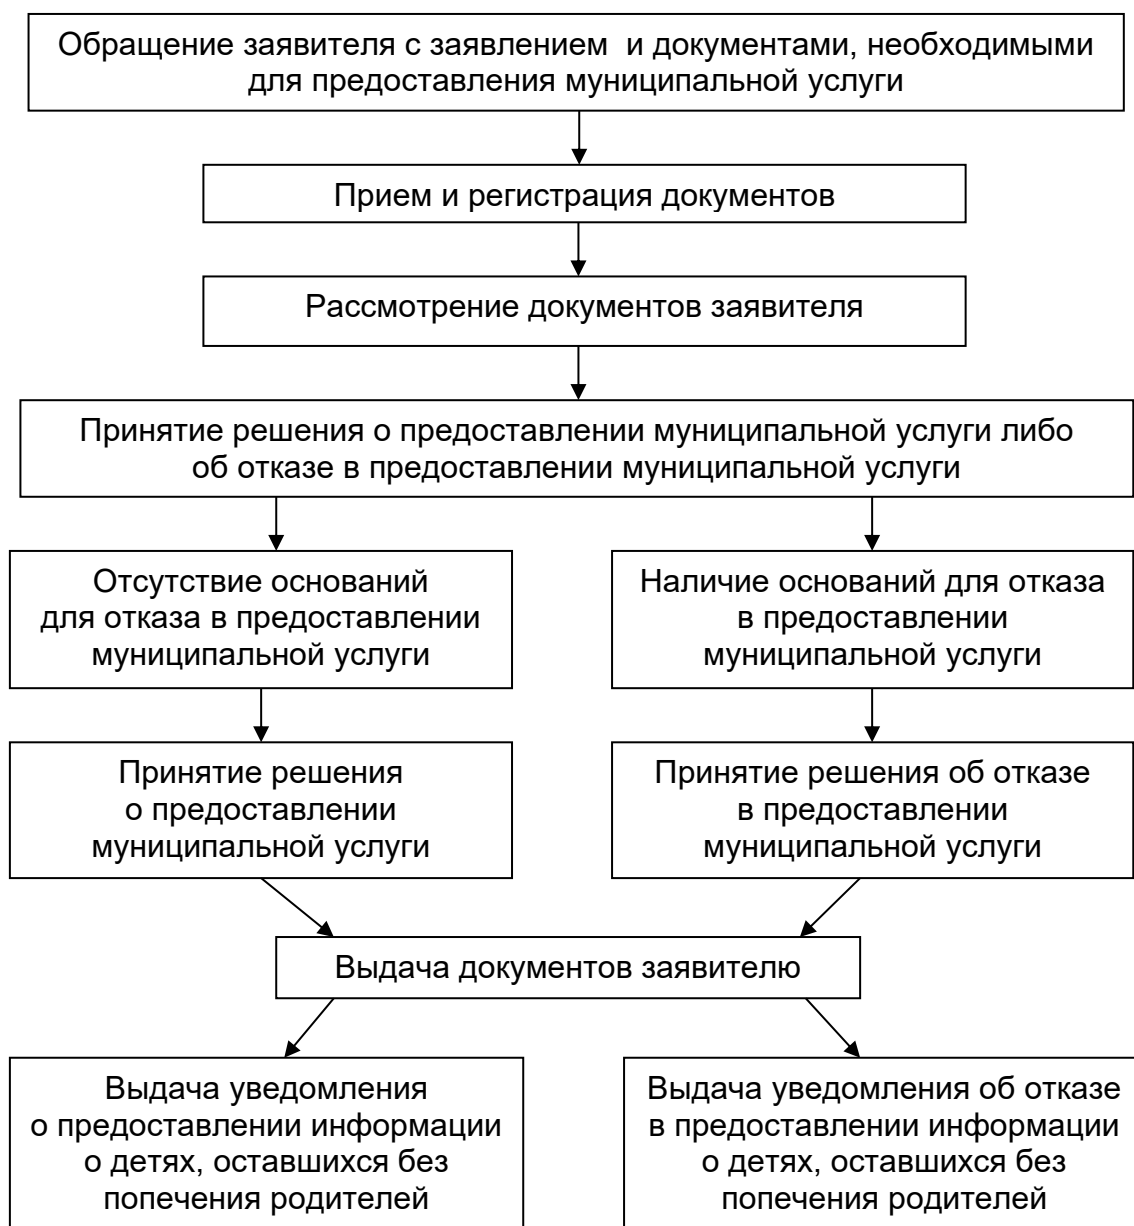 Обращение заявителя с заявлением  и документами, необходимыми
для предоставления муниципальной услуги
Прием и регистрация документов
Рассмотрение документов заявителя
Принятие решения о предоставлении муниципальной услуги либо
об отказе в предоставлении муниципальной услуги
Отсутствие оснований
для отказа в предоставлении
муниципальной услуги
Наличие оснований для отказа
в предоставлении
муниципальной услуги
Принятие решения
о предоставлении
муниципальной услуги
Принятие решения об отказе
в предоставлении
муниципальной услуги
Выдача документов заявителю
Выдача уведомления
о предоставлении информации
о детях, оставшихся без
попечения родителей
Выдача уведомления об отказе
в предоставлении информации
о детях, оставшихся без
попечения родителей